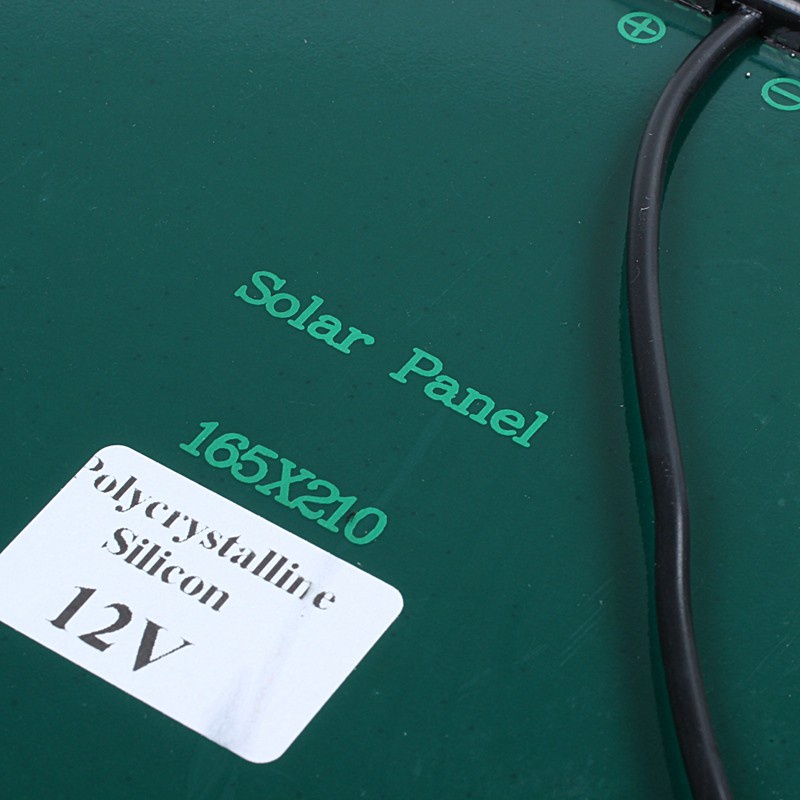 Solar Panel
165X210
Polycrystalline
Silicon
12V